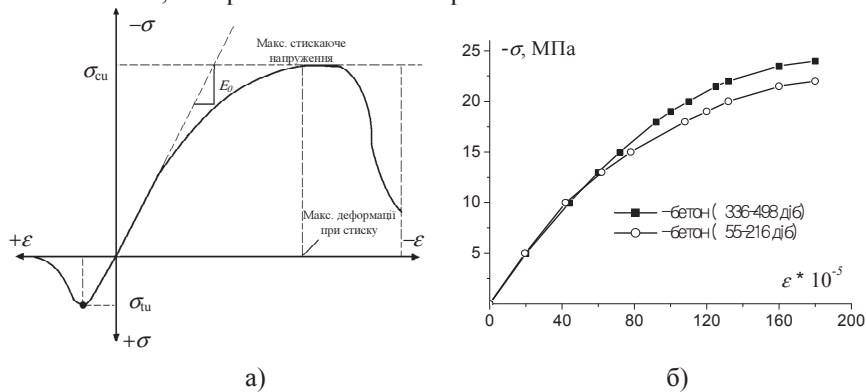 −σ
Макс. стискаюче
напруження
σcu
E0
Макс. деформації
при стиску
+ε
−ε
σtu
+σ
а)
-σ, МПа
25
20
15
10
5
−бетон ( 336-498 діб)
−бетон ( 55-216 діб)
ε * 10-5
0
40
80
120
160
200
б)